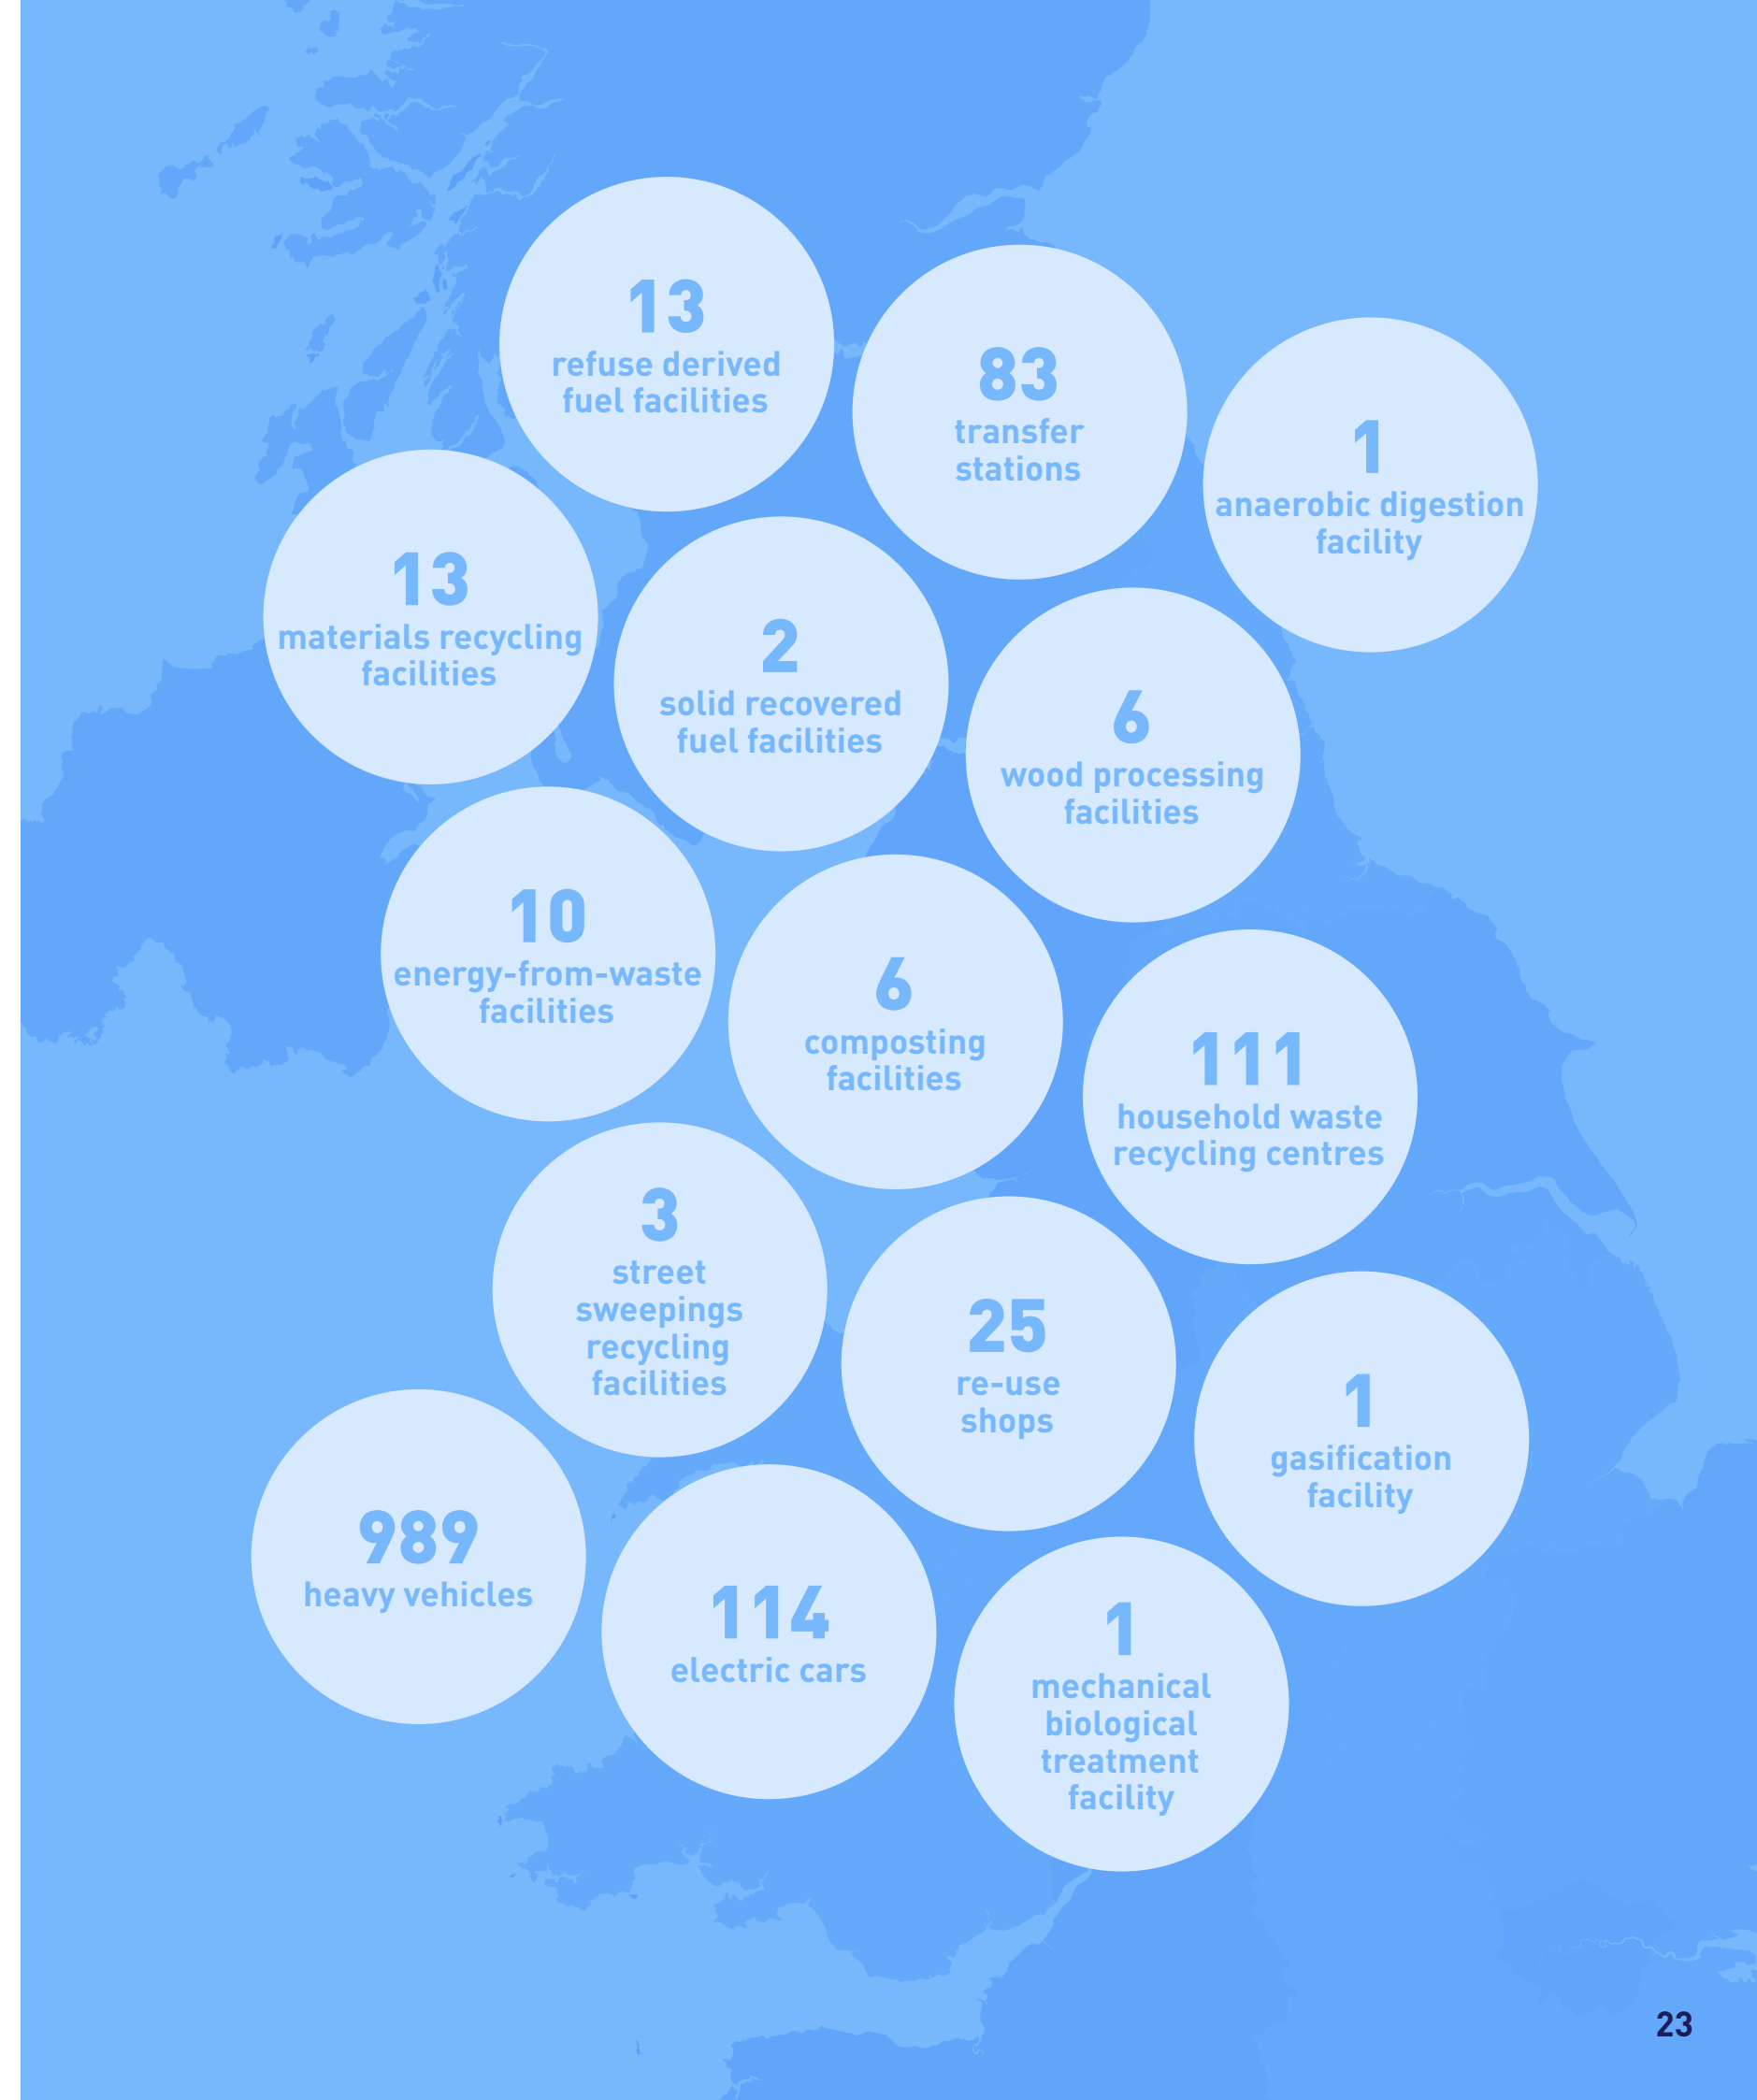 13
refuse derived
fuel facilities
83
transfer
stations
1
anaerobic digestion
facility
13
materials recycling
facilities
2
solid recovered
fuel facilities
6
wood processing
facilities
10
energy-from-waste
facilities
6
composting
facilities
111
household waste
recycling centres
3
street
sweepings
recycling
facilities
25
re-use
shops
1
gasification
facility
989
heavy vehicles
114
electric cars
1
mechanical
biological
treatment
facility
23